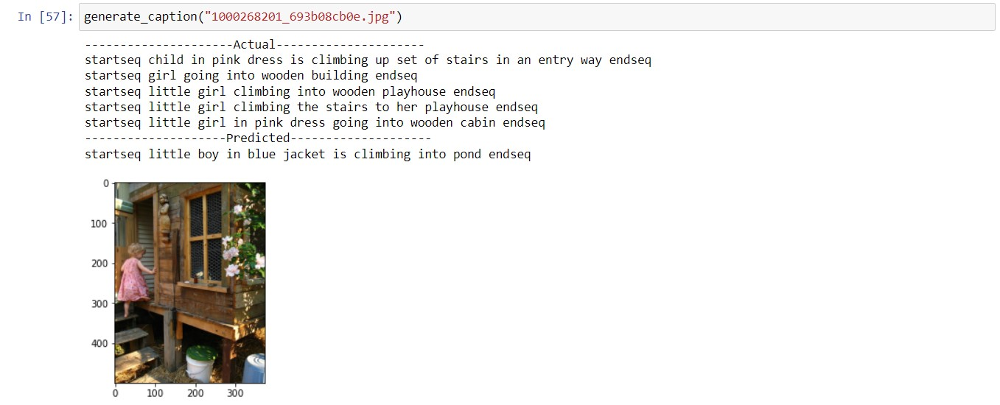 In [57]: generate_caption("1000268201_693b08cb0e.jpg")
---------------------Actual---------------------
startseq child in pink dress is climbing up set of stairs in an entry way endseq
startseq girl going into wooden building endseq
startseq little girl climbing into wooden playhouse endseq
startseq little girl climbing the stairs to her playhouse endseq
startseq little girl in pink dress going into wooden cabin endseq
--------------------Predicted--------------------
startseq little boy in blue jacket is climbing into pond endseq
0
100
200
300
400
0 100 200 300